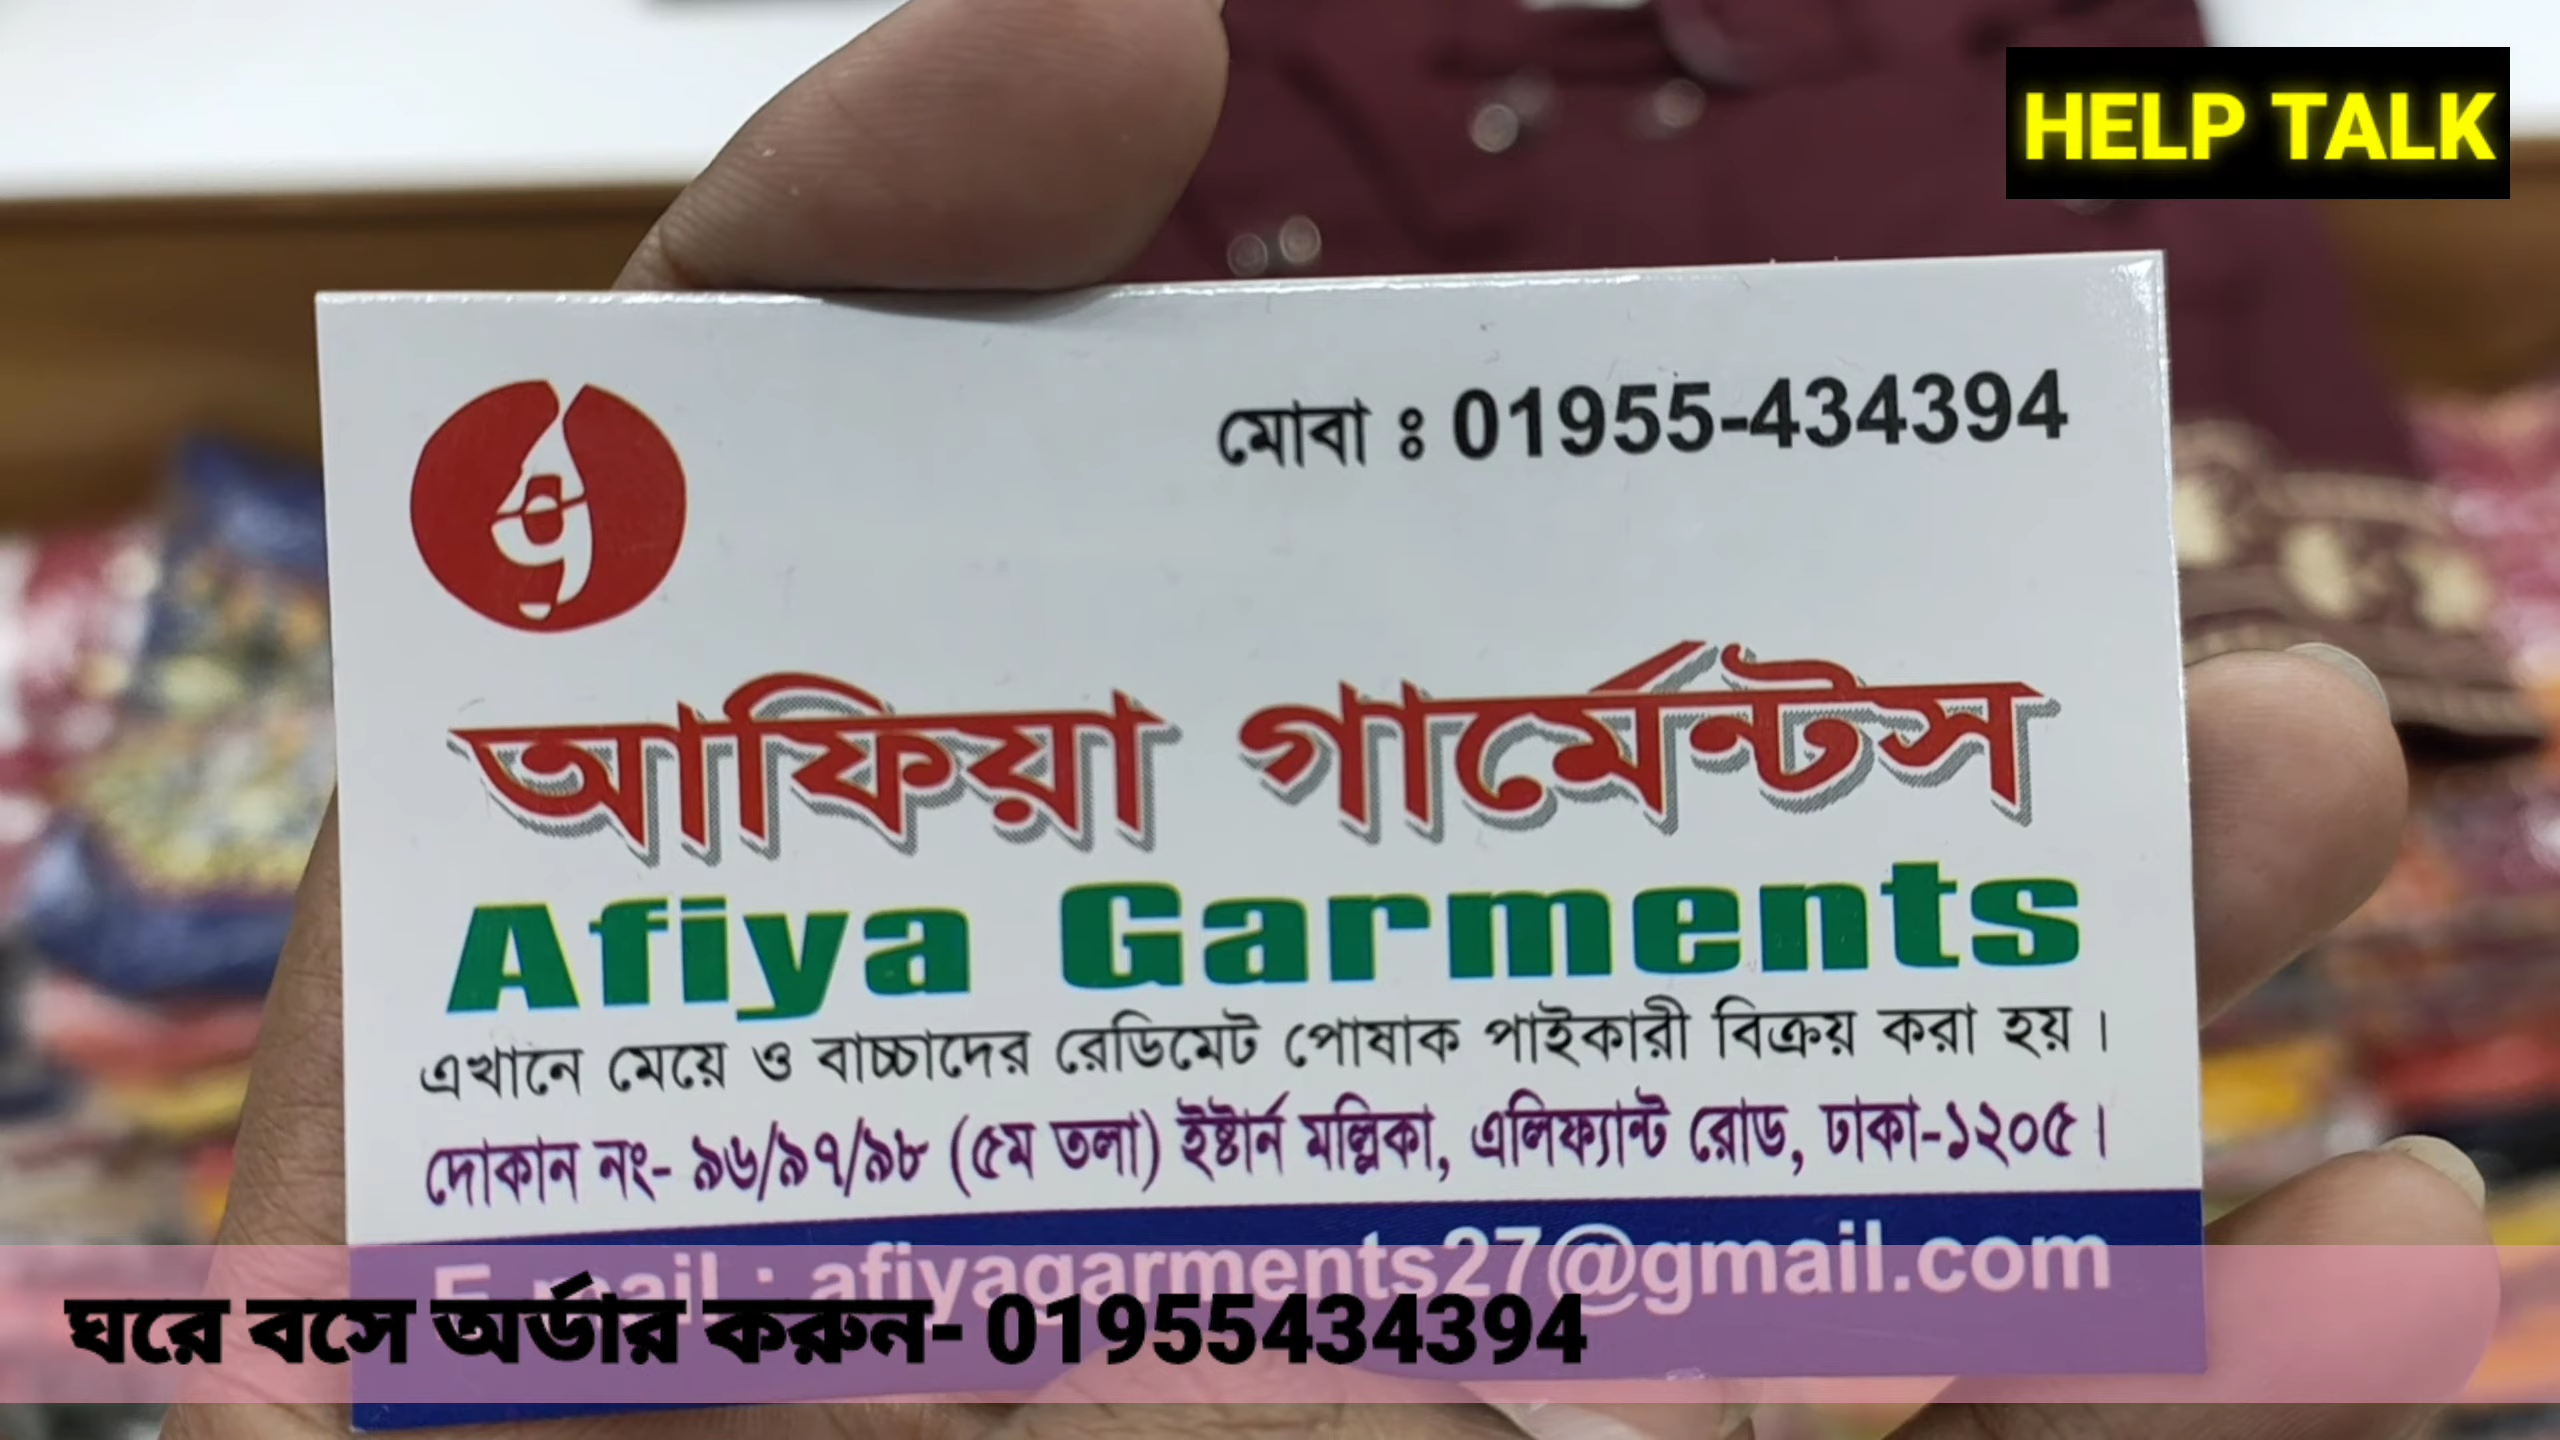 HELP TALK
মোবা ঃ 01955-434394
আফিয়া গার্মেন্টস
Afiya Garments
এখানে মেয়ে ও বাচ্চাদের রেডিমেট পোষাক পাইকারী বিক্রয় করা হয়।
দোকান নং- ৯৬/৯৭/৯৮ (৫ম তলা) ইষ্টার্ন মল্লিকা, এলিফ্যান্ট রোড, ঢাকা-১২০৫।
E-mail : afiyagarments27@gmail.com
ঘরে বসে অর্ডার করুন- 01955434394